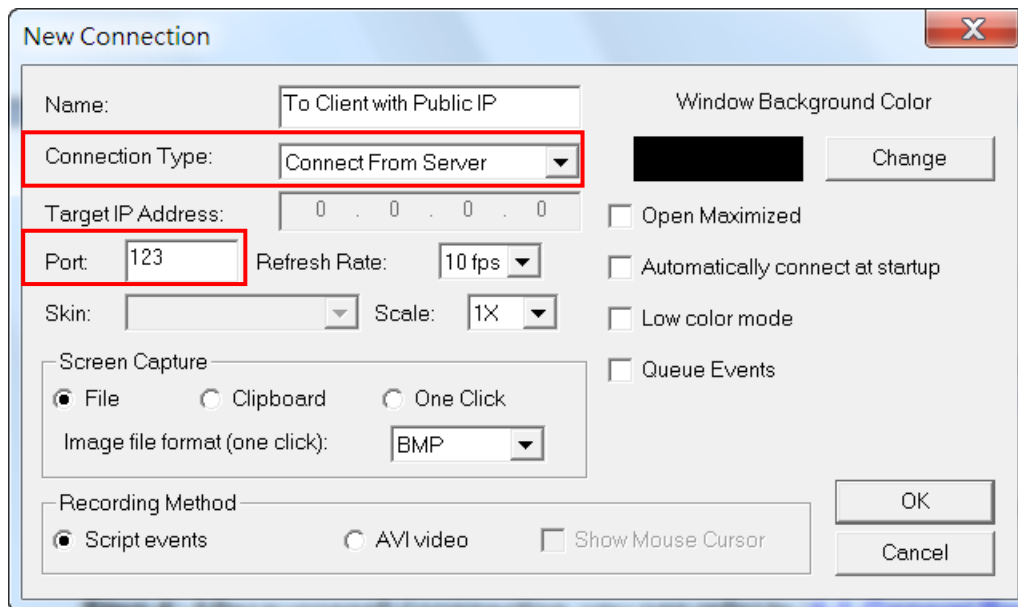 New Connection
X
Name: To Client with Public IP
Window Background Color
Connection Type: Connect From Server
Change
Target IP Address: 0 . 0 . 0 . 0
Open Maximized
Port: 123 Refresh Rate: 10 fps
Automatically connect at startup
Skin: Scale: 1X
Low color mode
Screen Capture
Queue Events
File Clipboard One Click
Image file format (one click): BMP
Recording Method
OK
Script events AVI video Show Mouse Cursor
Cancel